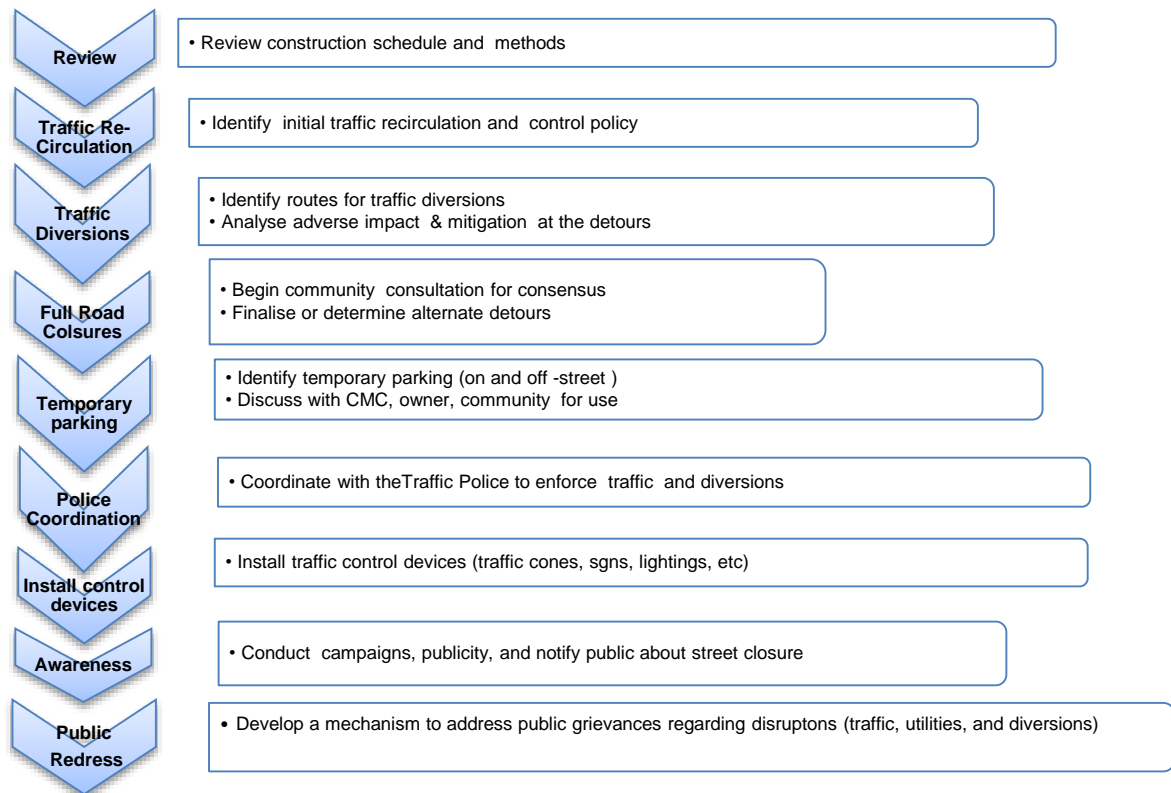 Review
• Review construction schedule and methods
Traffic Re-
Circulation
• Identify initial traffic recirculation and control policy
Traffic
Diversions
• Identify routes for traffic diversions
• Analyse adverse impact & mitigation at the detours
Full Road
Colsures
• Begin community consultation for consensus
• Finalise or determine alternate detours
Temporary
parking
• Identify temporary parking (on and off -street )
• Discuss with CMC, owner, community for use
Police
Coordination
• Coordinate with theTraffic Police to enforce traffic and diversions
Install control
devices
• Install traffic control devices (traffic cones, sgns, lightings, etc)
Awareness
• Conduct campaigns, publicity, and notify public about street closure
Public
Redress
• Develop a mechanism to address public grievances regarding disruptons (traffic, utilities, and diversions)